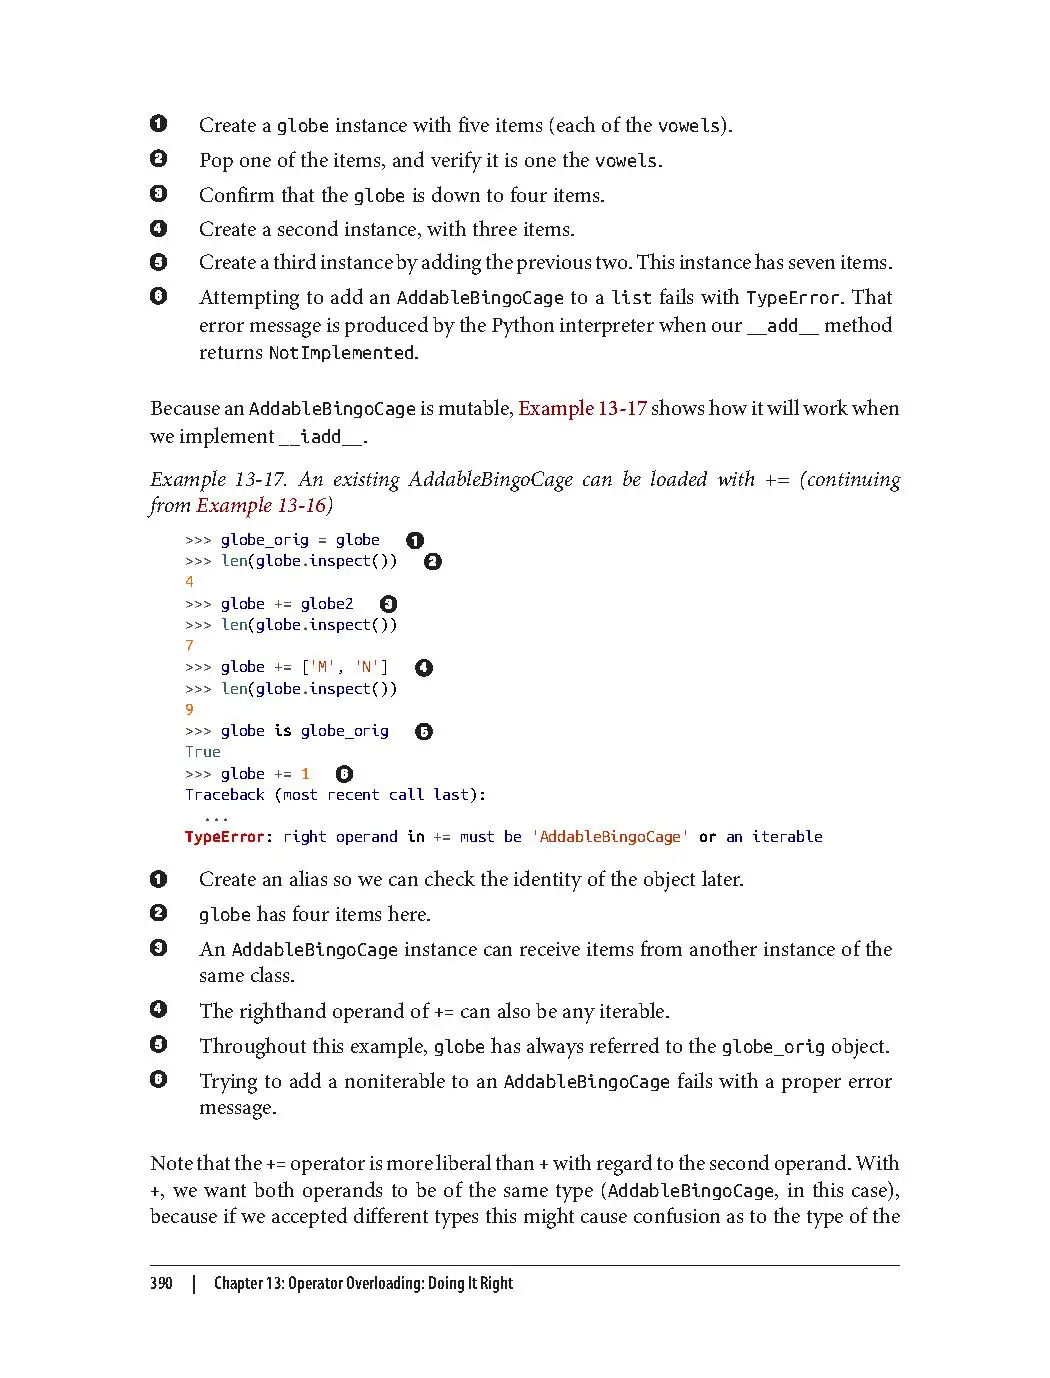 ❶ Create a globe instance with five items (each of the vowels).
❷ Pop one of the items, and verify it is one the vowels.
❸ Confirm that the globe is down to four items.
❹ Create a second instance, with three items.
❺ Create a third instance by adding the previous two. This instance has seven items.
❻ Attempting to add an AddableBingoCage to a list fails with TypeError. That
error message is produced by the Python interpreter when our __add__ method
returns NotImplemented.
Because an AddableBingoCage is mutable, Example 13-17 shows how it will work when
we implement __iadd__.
Example 13-17. An existing AddableBingoCage can be loaded with += (continuing
from Example 13-16)
>>> globe_orig = globe ❶
>>> len(globe.inspect()) ❷
4
>>> globe += globe2 ❸
>>> len(globe.inspect())
7
>>> globe += ['M', 'N'] ❹
>>> len(globe.inspect())
9
>>> globe is globe_orig ❺
True
>>> globe += 1 ❻
Traceback (most recent call last):
...
TypeError: right operand in += must be 'AddableBingoCage' or an iterable
❶ Create an alias so we can check the identity of the object later.
❷ globe has four items here.
❸ An AddableBingoCage instance can receive items from another instance of the
same class.
❹ The righthand operand of += can also be any iterable.
❺ Throughout this example, globe has always referred to the globe_orig object.
❻ Trying to add a noniterable to an AddableBingoCage fails with a proper error
message.
Note that the += operator is more liberal than + with regard to the second operand. With
+, we want both operands to be of the same type (AddableBingoCage, in this case),
because if we accepted different types this might cause confusion as to the type of the
390 | Chapter 13: Operator Overloading: Doing It Right